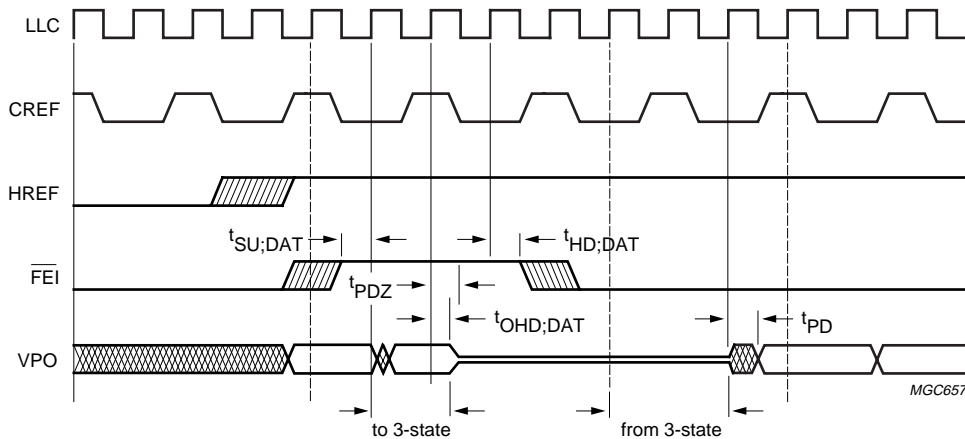 LLC
CREF
HREF
tSU;DAT
tHD;DAT
FEI
tPDZ
tOHD;DAT
tPD
VPO
MGC657
to 3-state
from 3-state